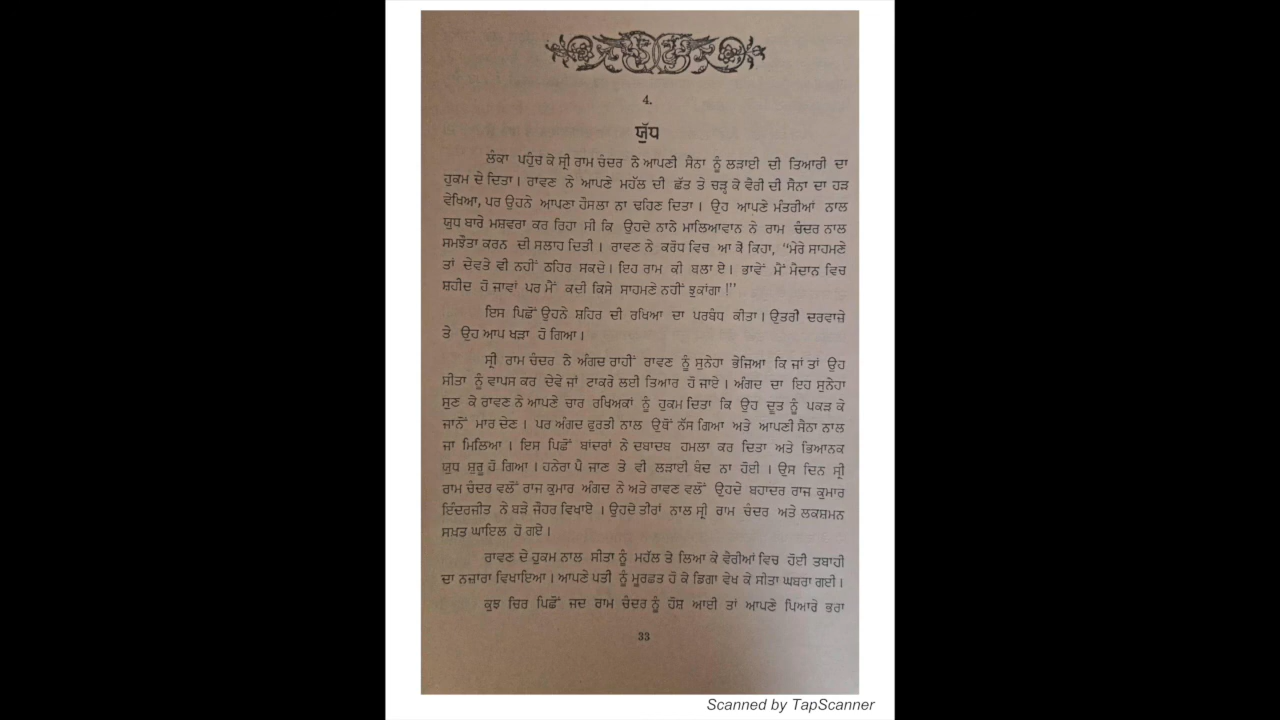 4.
ਯੁੱਧ
ਲੰਕਾ ਪਹੁੰਚ ਕੇ ਸ੍ਰੀ ਰਾਮ ਚੰਦਰ ਨੇ ਆਪਣੀ ਸੈਨਾ ਨੂੰ ਲੜਾਈ ਦੀ ਤਿਆਰੀ ਦਾ
ਹੁਕਮ ਦੇ ਦਿਤਾ। ਰਾਵਣ ਨੇ ਆਪਣੇ ਮਹੱਲ ਦੀ ਛੱਤ ਤੇ ਚੜ੍ਹ ਕੇ ਵੈਰੀ ਦੀ ਸੈਨਾ ਦਾ ਹੜ
ਵੇਖਿਆ, ਪਰ ਉਹਨੇ ਆਪਣਾ ਹੌਸਲਾ ਨਾ ਢਹਿਣ ਦਿਤਾ। ਉਹ ਆਪਣੇ ਮੰਤਰੀਆਂ ਨਾਲ
ਯੁਧ ਬਾਰੇ ਮਸ਼ਵਰਾ ਕਰ ਰਿਹਾ ਸੀ ਕਿ ਉਹਦੇ ਨਾਨੇ ਮਾਲਿਆਵਾਨ ਨੇ ਰਾਮ ਚੰਦਰ ਨਾਲ
ਸਮਝੌਤਾ ਕਰਨ ਦੀ ਸਲਾਹ ਦਿਤੀ। ਰਾਵਣ ਨੇ ਕਰੋਧ ਵਿਚ ਆ ਕੇ ਕਿਹਾ, “ਮੇਰੇ ਸਾਹਮਣੇ
ਤਾਂ ਦੇਵਤੇ ਵੀ ਨਹੀਂ ਠਹਿਰ ਸਕਦੇ। ਇਹ ਰਾਮ ਕੀ ਬਲਾ ਏ। ਭਾਵੇਂ ਮੈਂ ਮੈਦਾਨ ਵਿਚ
ਸ਼ਹੀਦ ਹੋ ਜਾਵਾਂ ਪਰ ਮੈਂ ਕਦੀ ਕਿਸੇ ਸਾਹਮਣੇ ਨਹੀਂ ਝੁਕਾਂਗਾ !”
ਇਸ ਪਿਛੋਂ ਉਹਨੇ ਸ਼ਹਿਰ ਦੀ ਰਖਿਆ ਦਾ ਪਰਬੰਧ ਕੀਤਾ। ਉਤਰੀ ਦਰਵਾਜ਼ੇ
ਤੇ ਉਹ ਆਪ ਖੜਾ ਹੋ ਗਿਆ।
ਸ੍ਰੀ ਰਾਮ ਚੰਦਰ ਨੇ ਅੰਗਦ ਰਾਹੀਂ ਰਾਵਣ ਨੂੰ ਸੁਨੇਹਾ ਭੇਜਿਆ ਕਿ ਜਾਂ ਤਾਂ ਉਹ
ਸੀਤਾ ਨੂੰ ਵਾਪਸ ਕਰ ਦੇਵੇ ਜਾਂ ਟਾਕਰੇ ਲਈ ਤਿਆਰ ਹੋ ਜਾਏ। ਅੰਗਦ ਦਾ ਇਹ ਸੁਨੇਹਾ
ਸੁਣ ਕੇ ਰਾਵਣ ਨੇ ਆਪਣੇ ਚਾਰ ਰਖਿਅਕਾਂ ਨੂੰ ਹੁਕਮ ਦਿਤਾ ਕਿ ਉਹ ਦੂਤ ਨੂੰ ਪਕੜ ਕੇ
ਜਾਨੋਂ ਮਾਰ ਦੇਣ। ਪਰ ਅੰਗਦ ਫੁਰਤੀ ਨਾਲ ਉਥੋਂ ਨੱਸ ਗਿਆ ਅਤੇ ਆਪਣੀ ਸੈਨਾ ਨਾਲ
ਜਾ ਮਿਲਿਆ। ਇਸ ਪਿਛੋਂ ਬਾਂਦਰਾਂ ਨੇ ਦਬਾਦਬ ਹਮਲਾ ਕਰ ਦਿਤਾ ਅਤੇ ਭਿਆਨਕ
ਯੁਧ ਸ਼ੁਰੂ ਹੋ ਗਿਆ। ਹਨੇਰਾ ਪੈ ਜਾਣ ਤੇ ਵੀ ਲੜਾਈ ਬੰਦ ਨਾ ਹੋਈ। ਉਸ ਦਿਨ ਸ੍ਰੀ
ਰਾਮ ਚੰਦਰ ਵਲੋਂ ਰਾਜ ਕੁਮਾਰ ਅੰਗਦ ਨੇ ਅਤੇ ਰਾਵਣ ਵਲੋਂ ਉਹਦੇ ਬਹਾਦਰ ਰਾਜ ਕੁਮਾਰ
ਇੰਦਰਜੀਤ ਨੇ ਬੜੇ ਜੌਹਰ ਵਿਖਾਏ। ਉਹਦੇ ਤੀਰਾਂ ਨਾਲ ਸ੍ਰੀ ਰਾਮ ਚੰਦਰ ਅਤੇ ਲਕਸ਼ਮਨ
ਸਖ਼ਤ ਘਾਇਲ ਹੋ ਗਏ।
ਰਾਵਣ ਦੇ ਹੁਕਮ ਨਾਲ ਸੀਤਾ ਨੂੰ ਮਹੱਲ ਤੇ ਲਿਆ ਕੇ ਵੈਰੀਆਂ ਵਿਚ ਹੋਈ ਤਬਾਹੀ
ਦਾ ਨਜ਼ਾਰਾ ਵਿਖਾਇਆ। ਆਪਣੇ ਪਤੀ ਨੂੰ ਮੂਰਛਤ ਹੋ ਕੇ ਡਿਗਾ ਵੇਖ ਕੇ ਸੀਤਾ ਘਬਰਾ ਗਈ।
ਕੁਝ ਚਿਰ ਪਿਛੋਂ ਜਦ ਰਾਮ ਚੰਦਰ ਨੂੰ ਹੋਸ਼ ਆਈ ਤਾਂ ਆਪਣੇ ਪਿਆਰੇ ਭਰਾ
33
Scanned by TapScanner